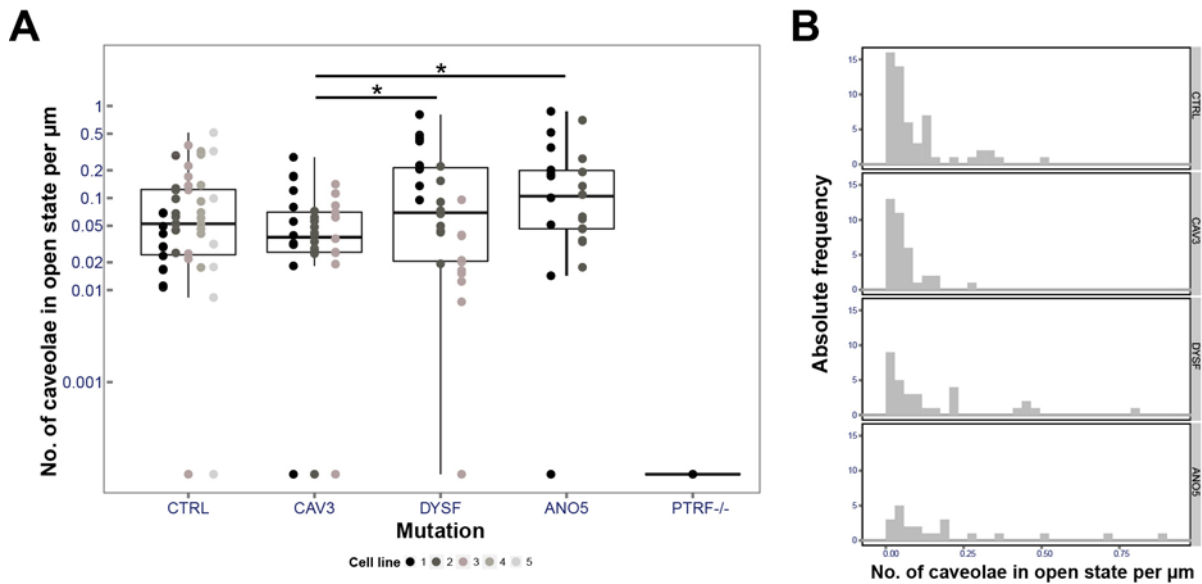 A
No. of caveolae in open state per µm
1
0.5
0.2
0.1
0.05
0.02
0.01
0.001
*
*
CTRL CAV3 DYSF ANO5 PTRF-/-
Mutation
Cell line 1 2 3 4 5
B
Absolute frequency
15
10
5
0
CTRL
15
10
5
0
CAV3
15
10
5
0
DYSF
15
10
5
0
ANO5
0.00 0.25 0.50 0.75
No. of caveolae in open state per µm